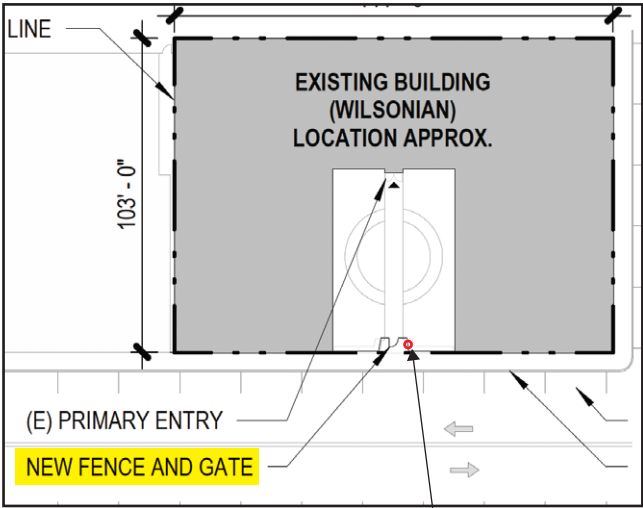 LINE
EXISTING BUILDING
(WILSONIAN)
LOCATION APPROX.
103' - 0"
(E) PRIMARY ENTRY
NEW FENCE AND GATE